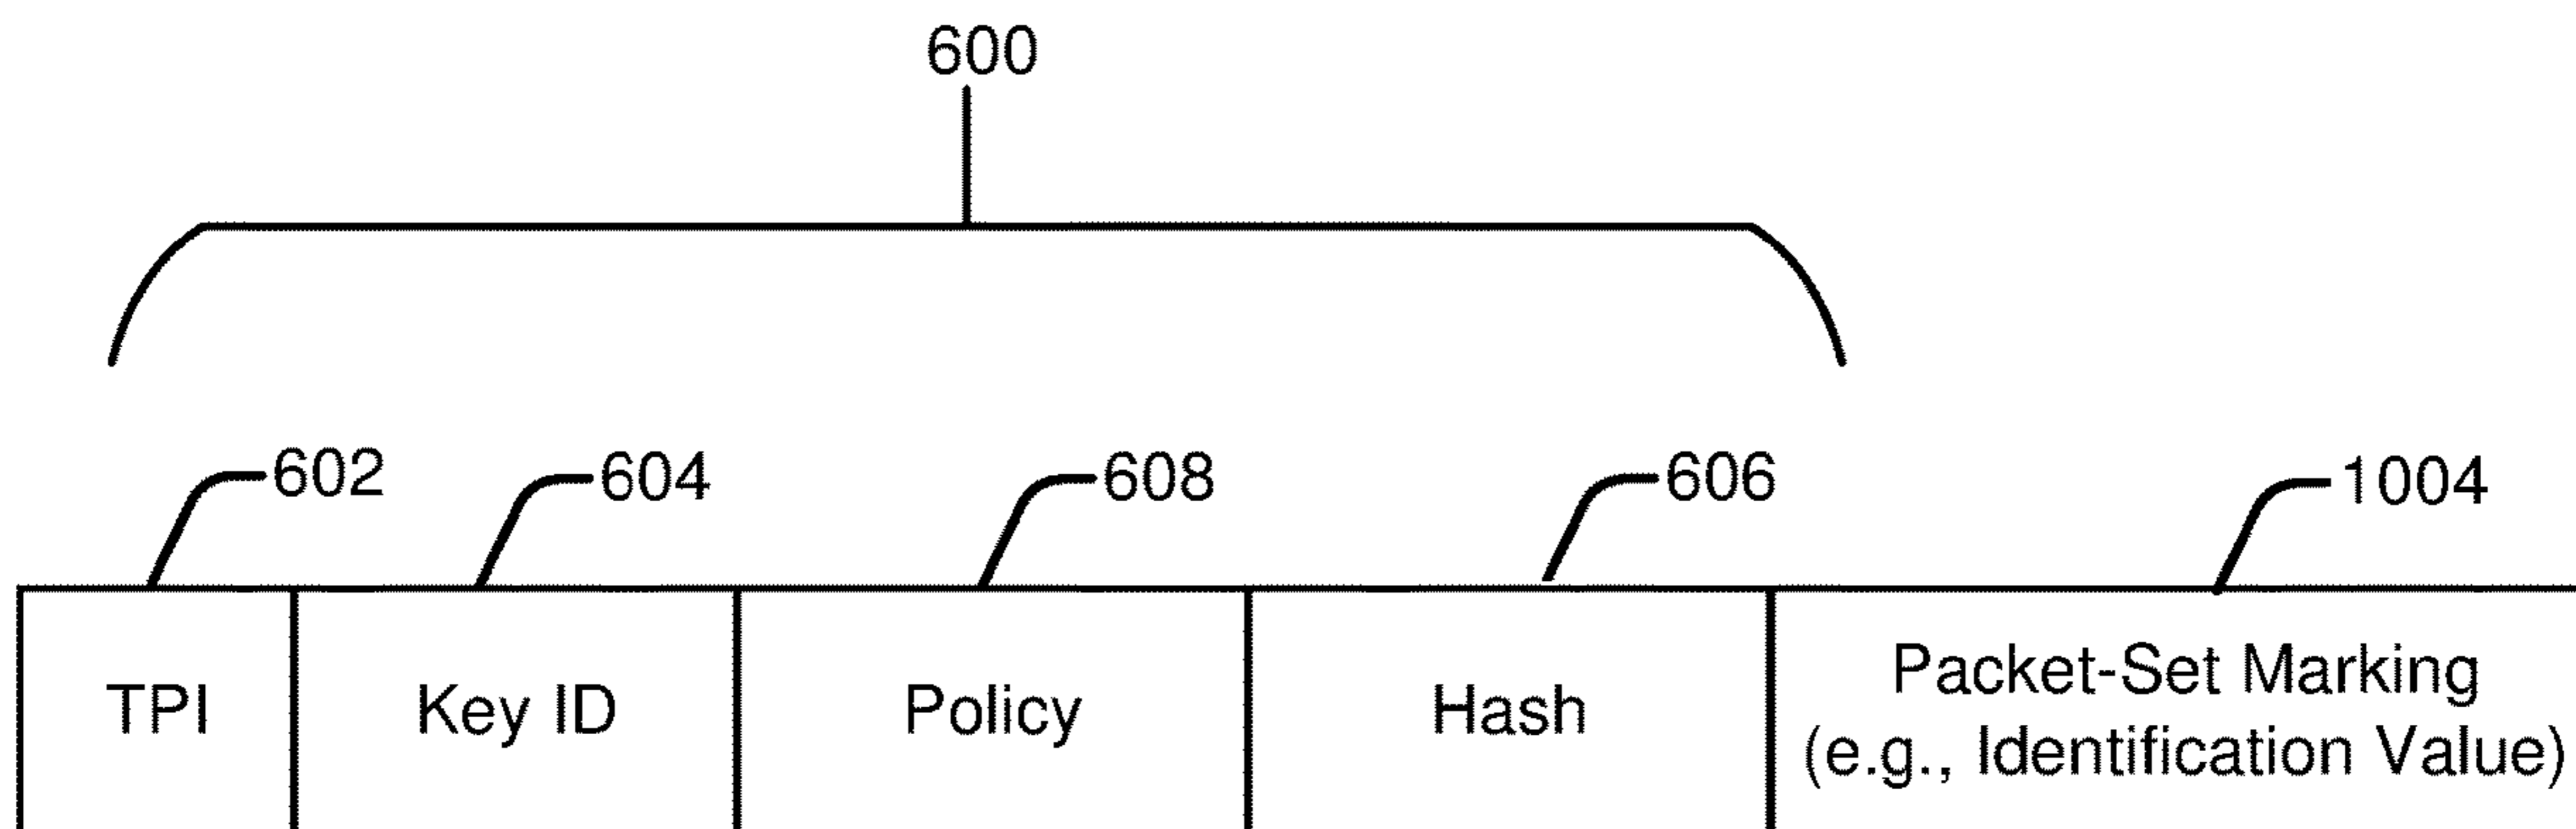 600
602
604
608
606
1004
TPI
Key ID
Policy
Hash
Packet-Set Marking
(e.g., Identification Value)